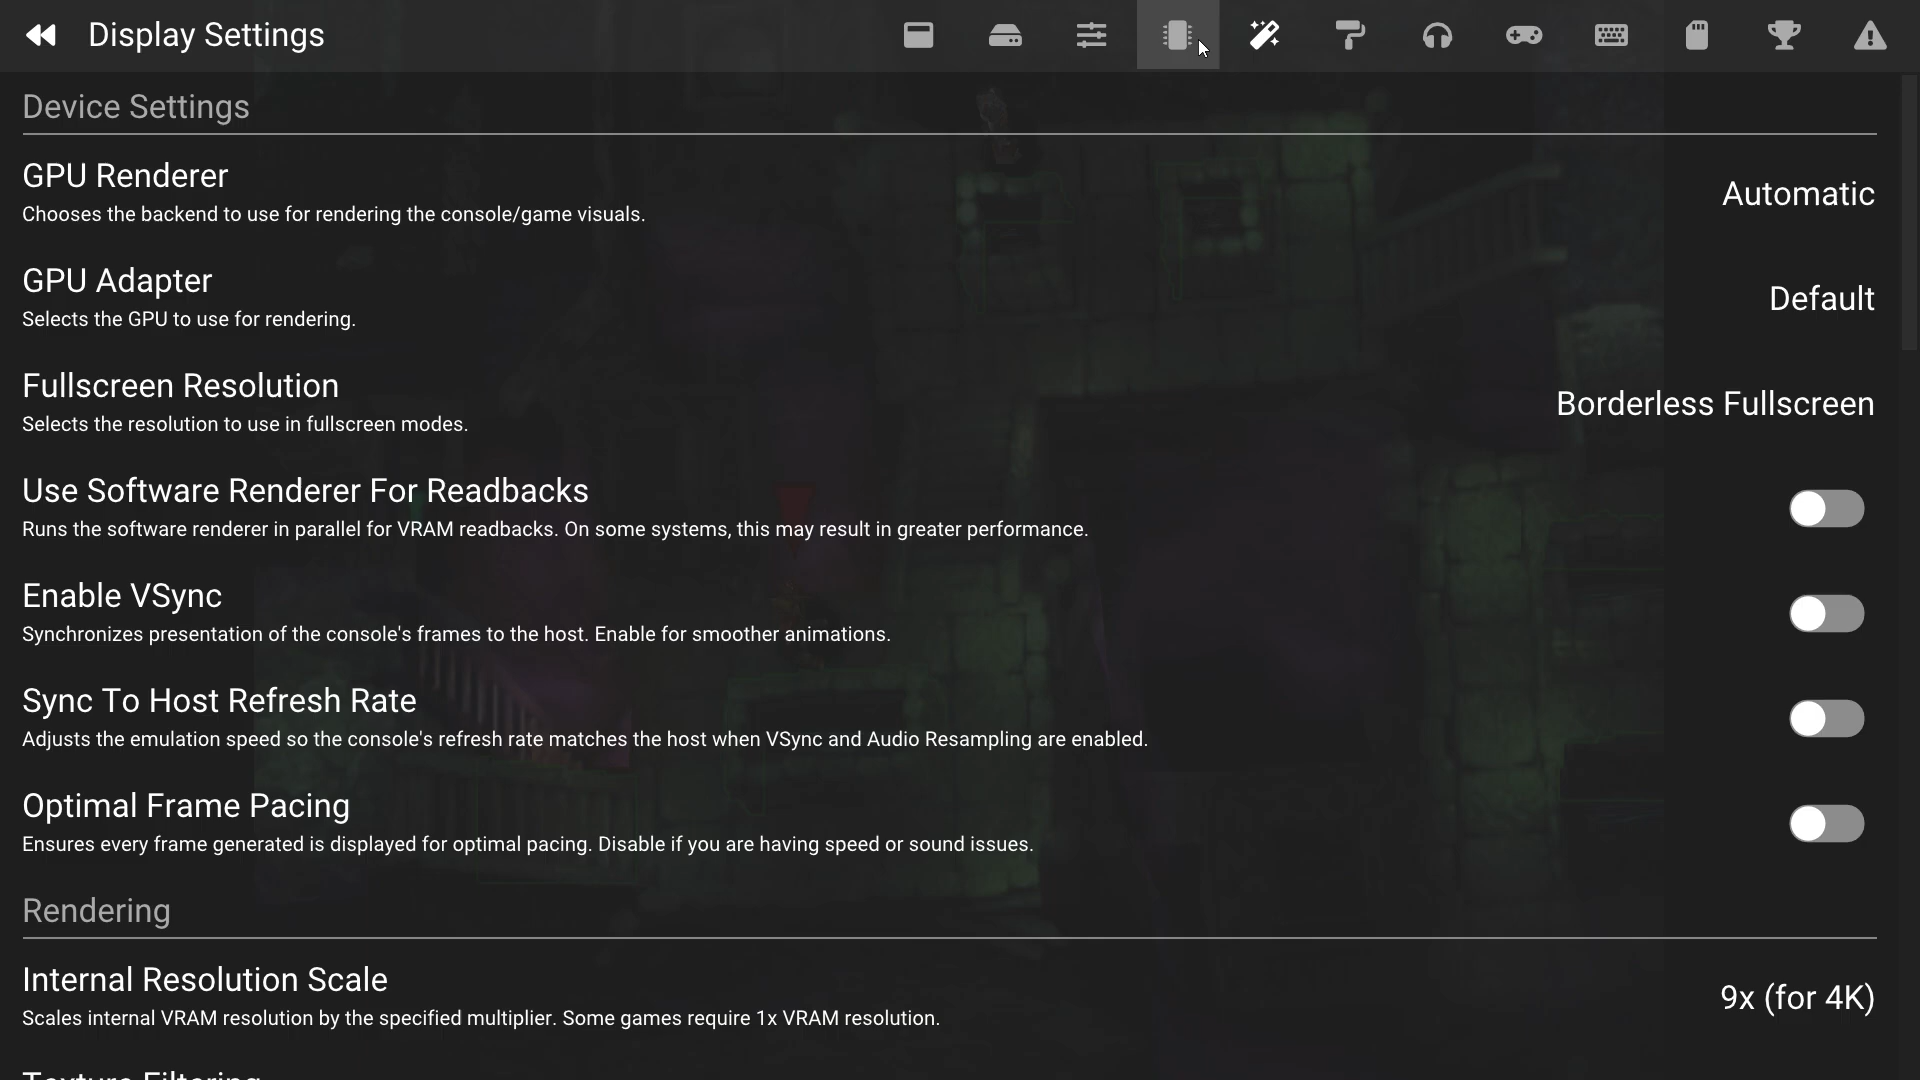 Display Settings
Device Settings
GPU Renderer
Chooses the backend to use for rendering the console/game visuals.
Automatic
GPU Adapter
Selects the GPU to use for rendering.
Default
Fullscreen Resolution
Selects the resolution to use in fullscreen modes.
Borderless Fullscreen
Use Software Renderer For Readbacks
Runs the software renderer in parallel for VRAM readbacks. On some systems, this may result in greater performance.
Enable VSync
Synchronizes presentation of the console's frames to the host. Enable for smoother animations.
Sync To Host Refresh Rate
Adjusts the emulation speed so the console's refresh rate matches the host when VSync and Audio Resampling are enabled.
Optimal Frame Pacing
Ensures every frame generated is displayed for optimal pacing. Disable if you are having speed or sound issues.
Rendering
Internal Resolution Scale
Scales internal VRAM resolution by the specified multiplier. Some games require 1x VRAM resolution.
9x (for 4K)
Texture Filtering